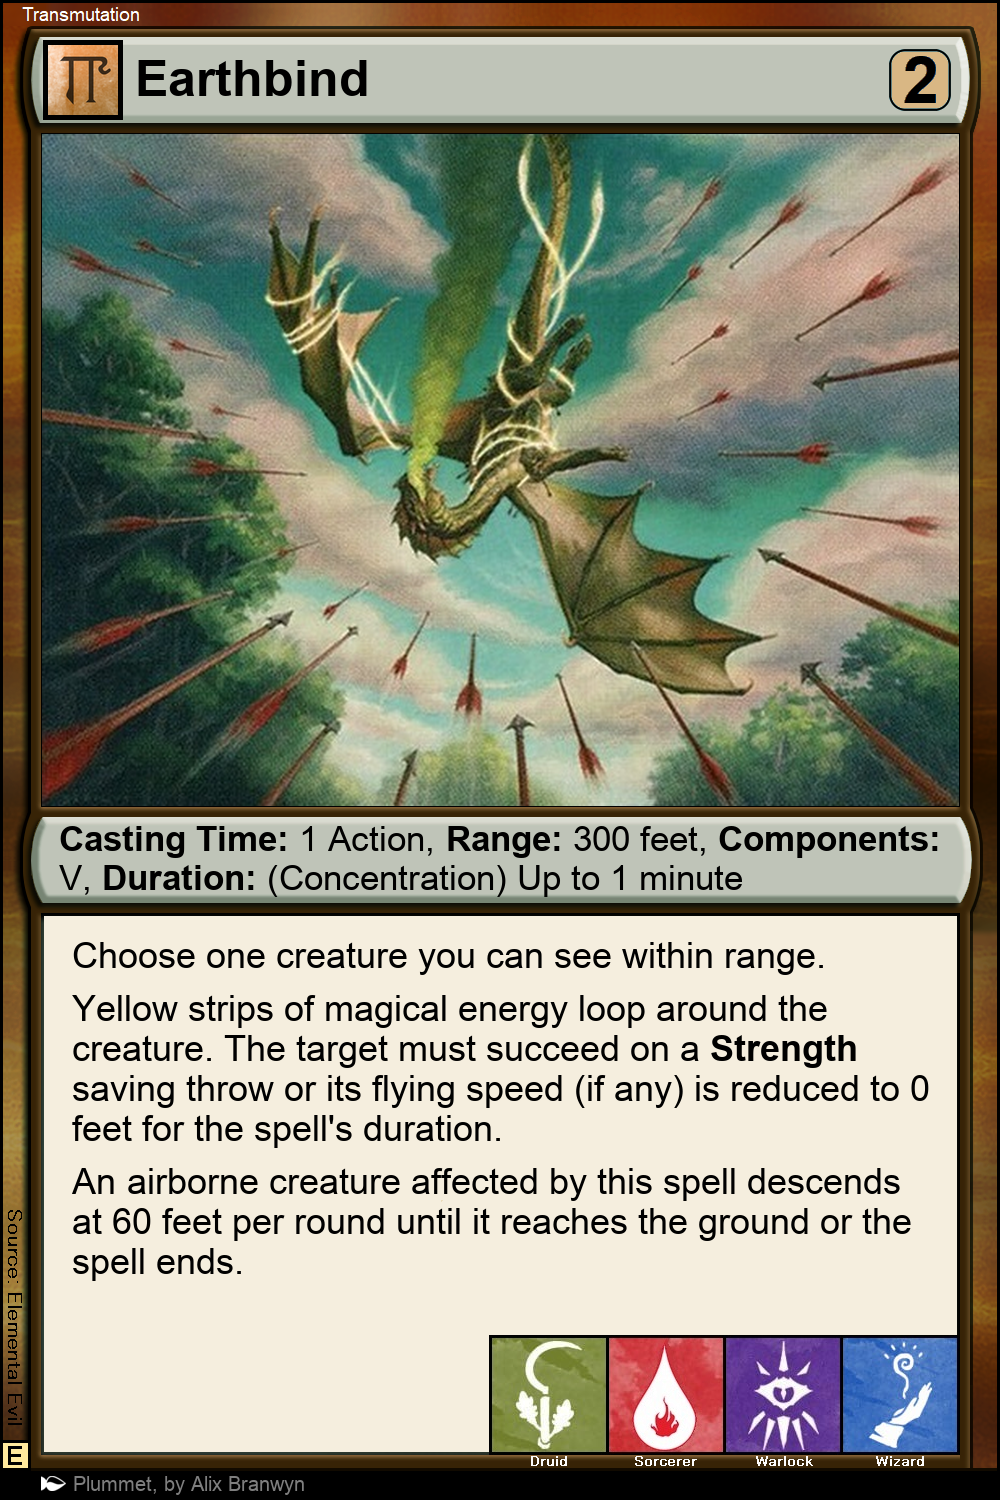 Transmutation
Earthbind
2
Casting Time: 1 Action, Range: 300 feet, Components:
V, Duration: (Concentration) Up to 1 minute
Choose one creature you can see within range.
Yellow strips of magical energy loop around the
creature. The target must succeed on a Strength
saving throw or its flying speed (if any) is reduced to 0
feet for the spell's duration.
An airborne creature affected by this spell descends
at 60 feet per round until it reaches the ground or the
spell ends.
Source: Elemental Evil
E
Druid Sorcerer Warlock Wizard
Plummet, by Alix Branwyn